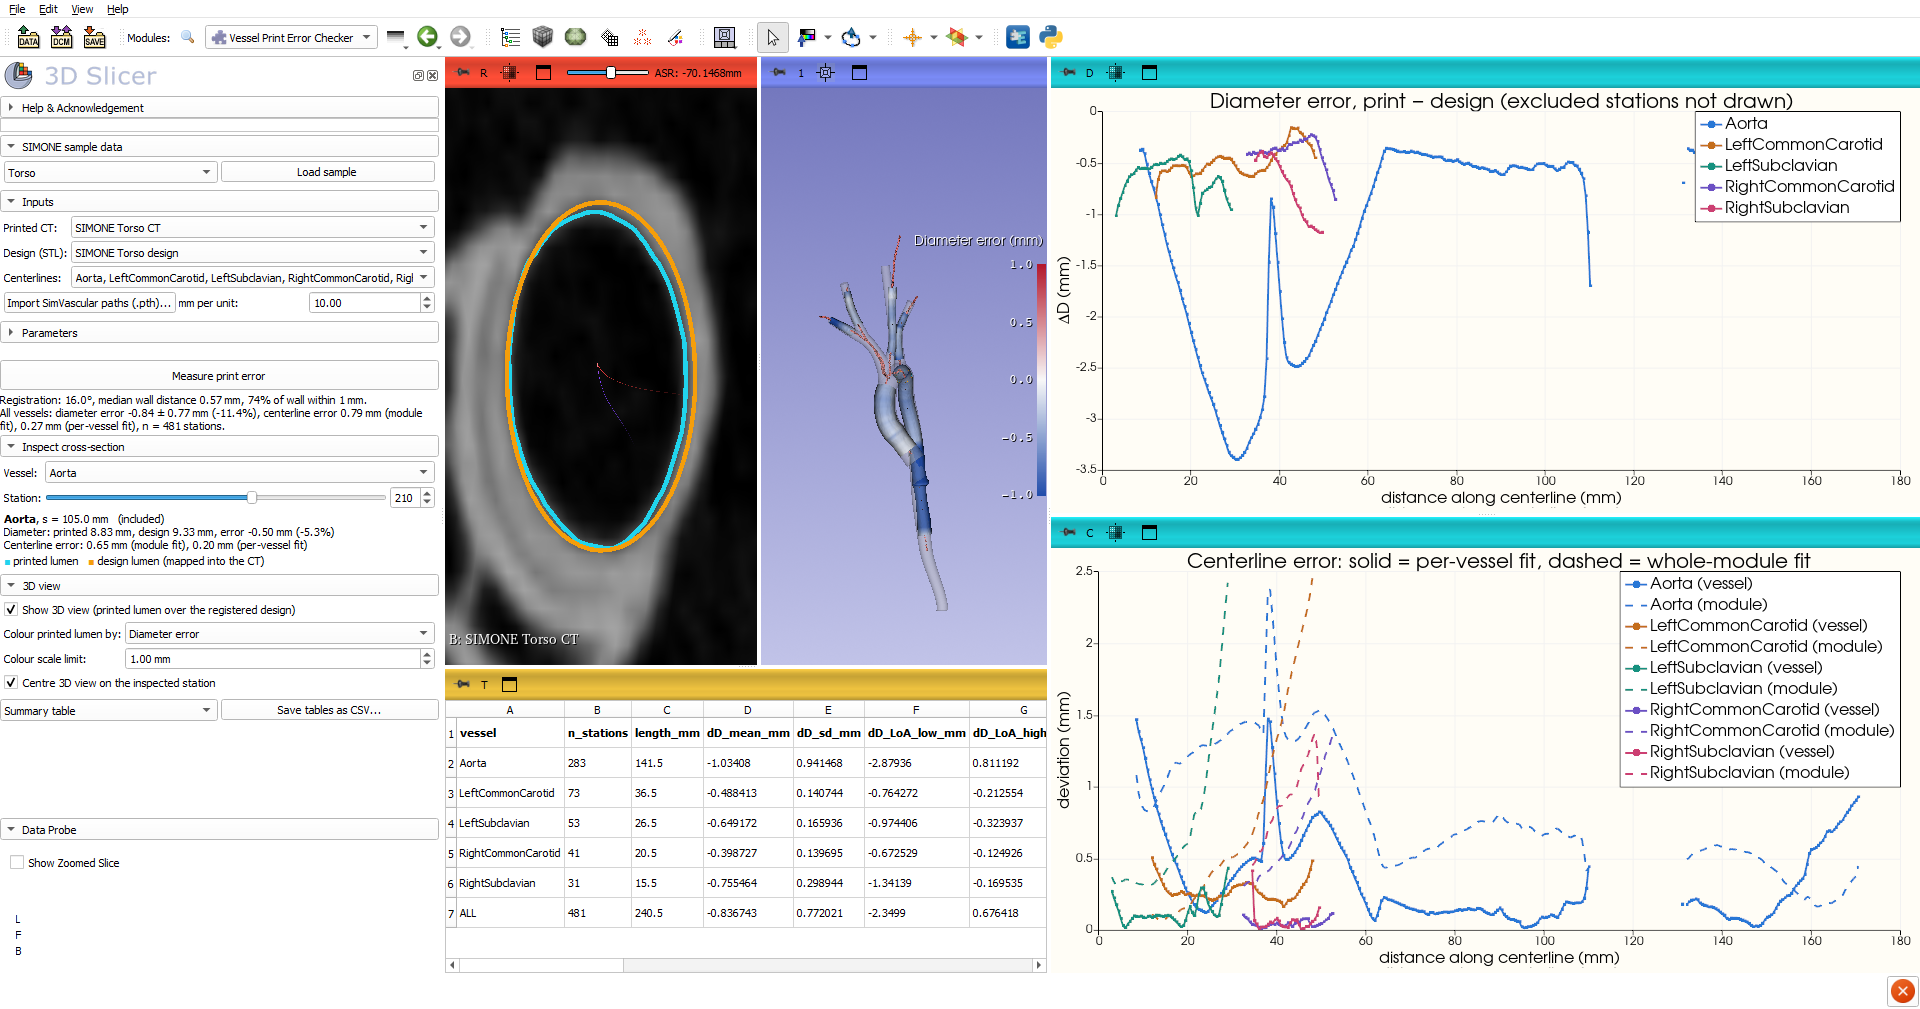 File Edit View Help
DATA DCM SAVE Modules: Vessel Print Error Checker
3D Slicer
Help & Acknowledgement
SIMONE sample data
Torso Load sample
Inputs
Printed CT: SIMONE Torso CT
Design (STL): SIMONE Torso design
Centerlines: Aorta, LeftCommonCarotid, LeftSubclavian, RightCommonCarotid, Rigl
Import SimVascular paths (.pth)... mm per unit: 10.00
Parameters
Measure print error
Registration: 16.0°, median wall distance 0.57 mm, 74% of wall within 1 mm.
All vessels: diameter error -0.84 ± 0.77 mm (-11.4%), centerline error 0.79 mm (module
fit), 0.27 mm (per-vessel fit), n = 481 stations.
Inspect cross-section
Vessel: Aorta
Station: 210
Aorta, s = 105.0 mm (included)
Diameter: printed 8.83 mm, design 9.33 mm, error -0.50 mm (-5.3%)
Centerline error: 0.65 mm (module fit), 0.20 mm (per-vessel fit)
printed lumen design lumen (mapped into the CT)
3D view
Show 3D view (printed lumen over the registered design)
Colour printed lumen by: Diameter error
Colour scale limit: 1.00 mm
Centre 3D view on the inspected station
Summary table Save tables as CSV...
Data Probe
Show Zoomed Slice
L
F
B
R ASR: -70.1468mm
B: SIMONE Torso CT
1
Diameter error (mm)
1.0
0.5
0.0
-0.5
-1.0
T
A B C D E F G
1 vessel n_stations length_mm dD_mean_mm dD_sd_mm dD_LoA_low_mm dD_LoA_high
2 Aorta 283 141.5 -1.03408 0.941468 -2.87936 0.811192
3 LeftCommonCarotid 73 36.5 -0.488413 0.140744 -0.764272 -0.212554
4 LeftSubclavian 53 26.5 -0.649172 0.165936 -0.974406 -0.323937
5 RightCommonCarotid 41 20.5 -0.398727 0.139695 -0.672529 -0.124926
6 RightSubclavian 31 15.5 -0.755464 0.298944 -1.34139 -0.169535
7 ALL 481 240.5 -0.836743 0.772021 -2.3499 0.676418
D
Diameter error, print − design (excluded stations not drawn)
Aorta
LeftCommonCarotid
LeftSubclavian
RightCommonCarotid
RightSubclavian
ΔD (mm)
0
-0.5
-1
-1.5
-2
-2.5
-3
-3.5
0 20 40 60 80 100 120 140 160 180
distance along centerline (mm)
C
Centerline error: solid = per-vessel fit, dashed = whole-module fit
Aorta (vessel)
Aorta (module)
LeftCommonCarotid (vessel)
LeftCommonCarotid (module)
LeftSubclavian (vessel)
LeftSubclavian (module)
RightCommonCarotid (vessel)
RightCommonCarotid (module)
RightSubclavian (vessel)
RightSubclavian (module)
deviation (mm)
2.5
2
1.5
1
0.5
0
0 20 40 60 80 100 120 140 160 180
distance along centerline (mm)